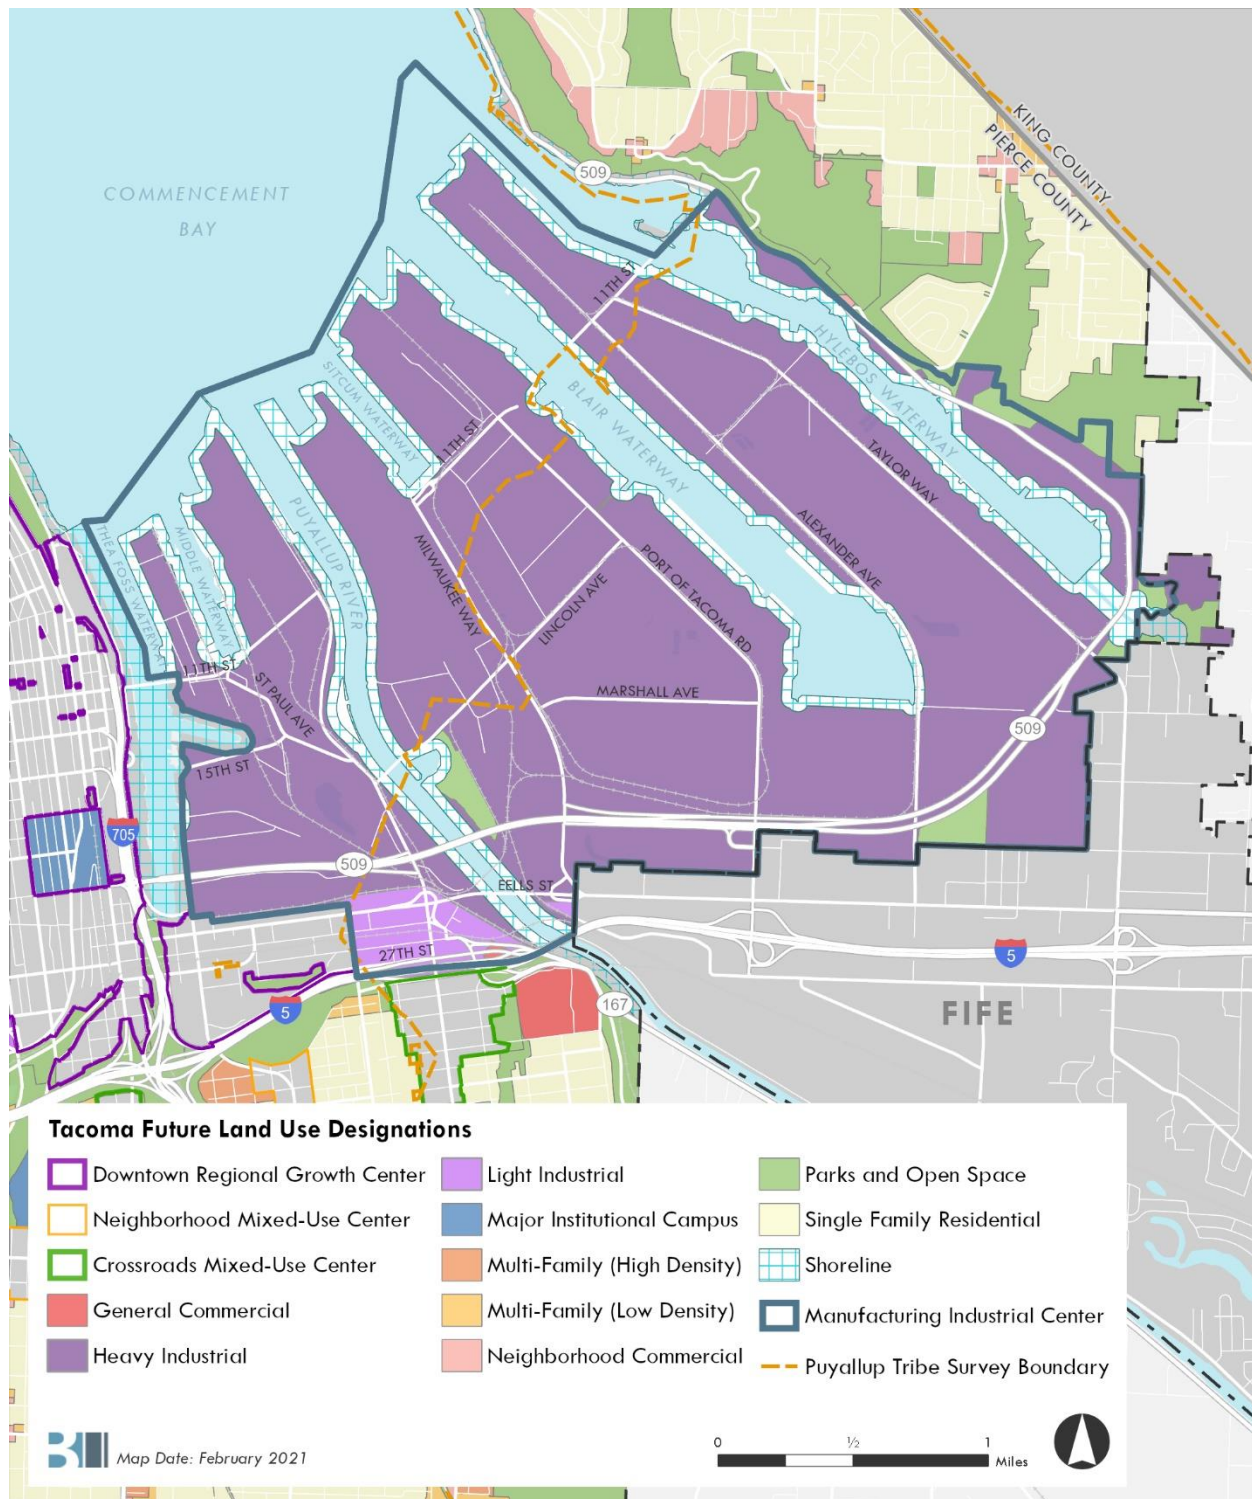 COMMENCEMENT
BAY
KING COUNTY
PIERCE COUNTY
509
11TH ST
HYLEBOS WATERWAY
SITCUM WATERWAY
BLAIR WATERWAY
11TH ST
TAYLOR WAY
PUYALLUP RIVER
THEA FOSS WATERWAY
MIDDLE WATERWAY
MILWAUKEE WAY
LINCOLN AVE
PORT OF TACOMA RD
ALEXANDER AVE
11TH ST
ST PAUL AVE
MARSHALL AVE
509
15TH ST
705
509
EELLS ST
27TH ST
5
5
167
FIFE
Tacoma Future Land Use Designations
Downtown Regional Growth Center
Neighborhood Mixed-Use Center
Crossroads Mixed-Use Center
General Commercial
Heavy Industrial
Light Industrial
Major Institutional Campus
Multi-Family (High Density)
Multi-Family (Low Density)
Neighborhood Commercial
Parks and Open Space
Single Family Residential
Shoreline
Manufacturing Industrial Center
Puyallup Tribe Survey Boundary
Map Date: February 2021
0 ½ 1
Miles